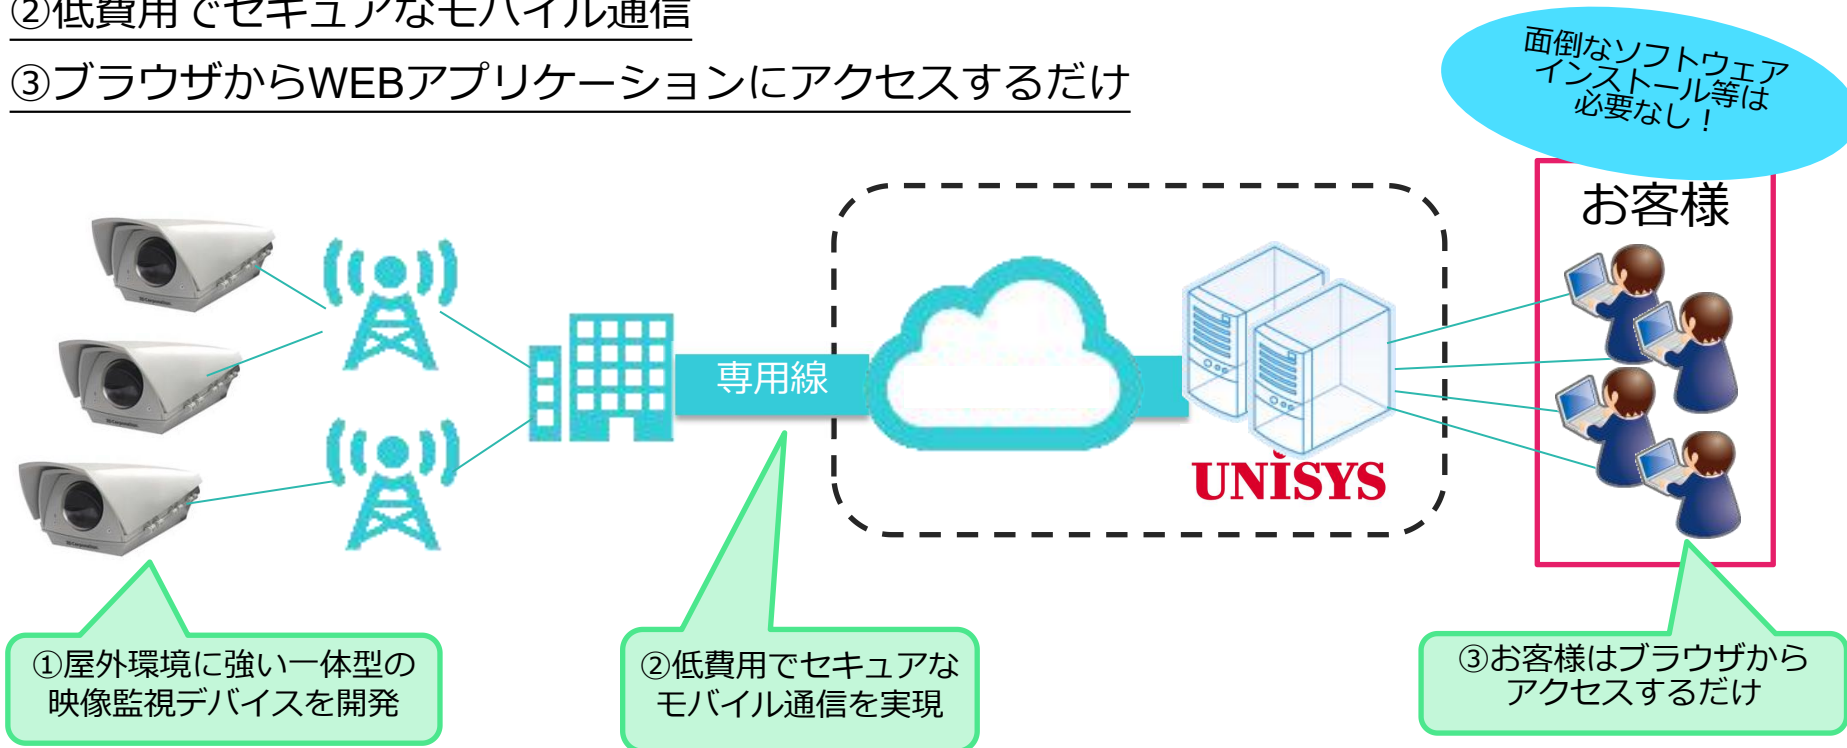 ②低費用でセキュアなモバイル通信
③ブラウザからWEBアプリケーションにアクセスするだけ
面倒なソフトウェア
インストール等は
必要なし！
お客様
専用線
UNISYS
①屋外環境に強い一体型の
映像監視デバイスを開発
②低費用でセキュアな
モバイル通信を実現
③お客様はブラウザから
アクセスするだけ